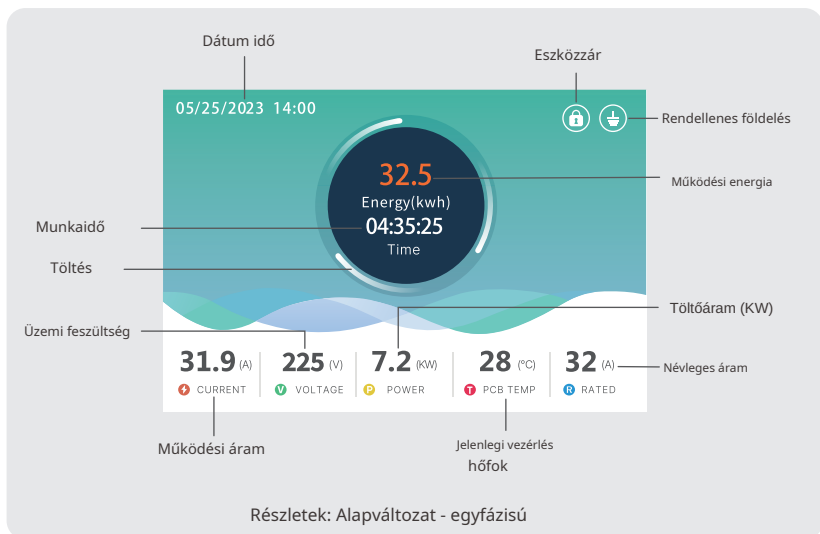 Dátum idő
Eszközzár
05/25/2023 14:00
Rendellenes földelés
32.5
Működési energia
Energy(kwh)
Munkaidő
04:35:25
Time
Töltés
Töltőáram (KW)
Üzemi feszültség
31.9 (A) 225 (V) 7.2 (KW) 28 (°C) 32 (A)
Névleges áram
CURRENT V VOLTAGE P POWER T PCB TEMP R RATED
Működési áram
Jelenlegi vezérlés
hőfok
Részletek: Alapváltozat - egyfázisú